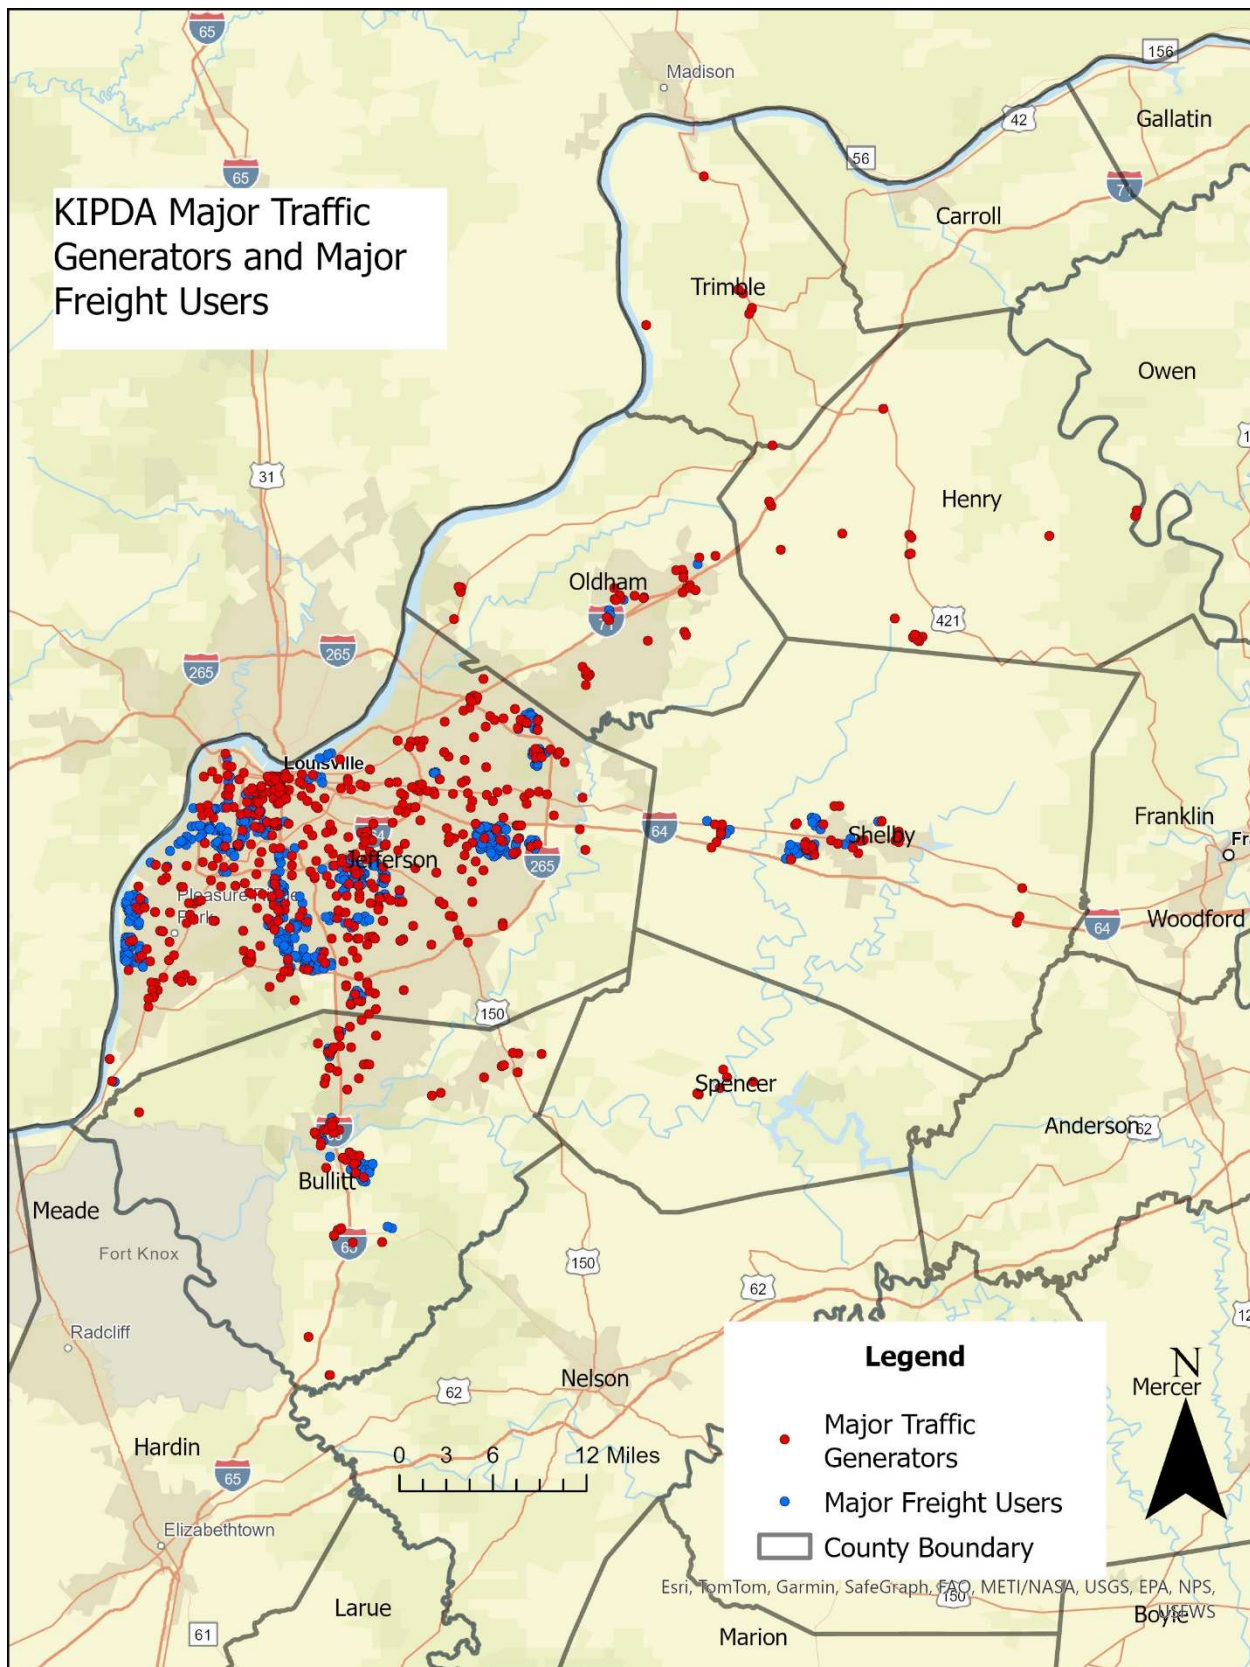 65
156
Madison
Gallatin
42
56
65
71
KIPDA Major Traffic
Generators and Major
Freight Users
Carroll
Trimble
Owen
31
Henry
Oldham
71
421
265
265
Louisville
64
Shelby
Franklin
Jefferson
265
Pleasure Ridge
Park
Woodford
64
150
Spencer
Anderson
62
Bullitt
Meade
Fort Knox
65
150
62
Radcliff
Legend
N
Nelson
Mercer
62
Major Traffic
Generators
Hardin
0 3 6 12 Miles
65
Major Freight Users
Elizabethtown
County Boundary
Esri, TomTom, Garmin, SafeGraph, FAO, METI/NASA, USGS, EPA, NPS,
USFWS
150
Larue
Boyle
61
Marion